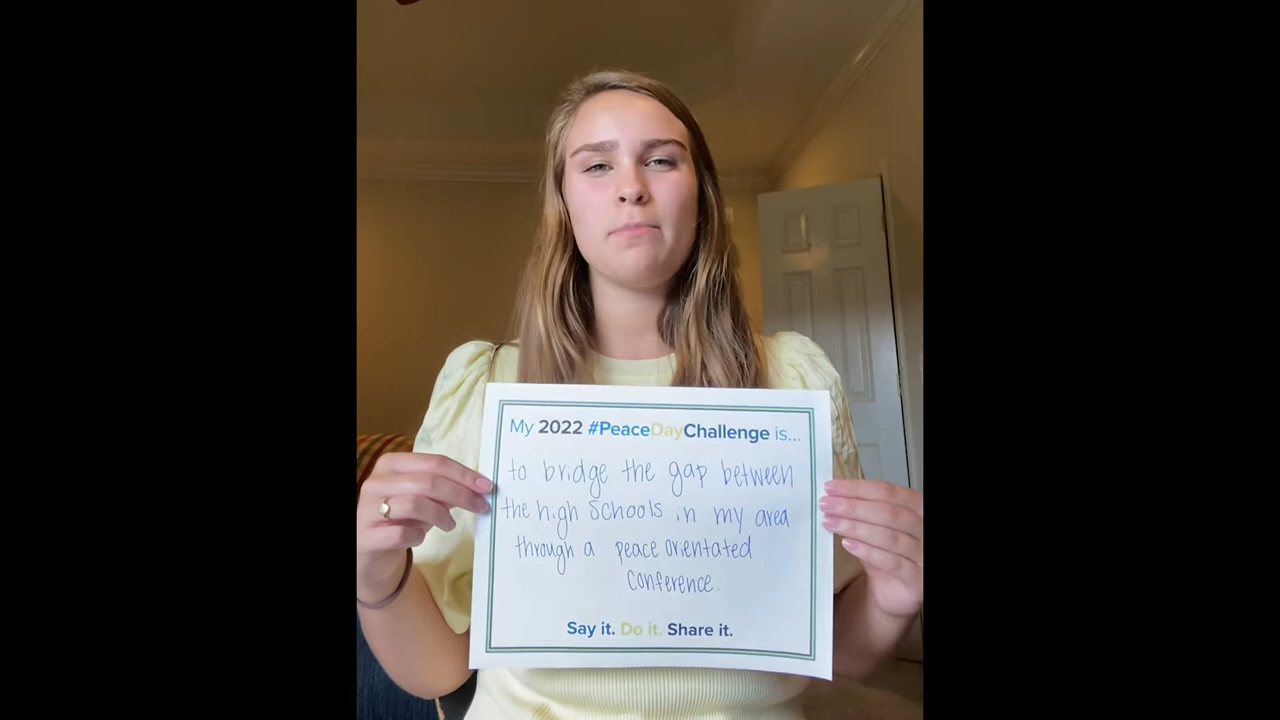 My 2022 #PeaceDayChallenge is...
to bridge the gap between
the high Schools in my area
through a peace orientated
conference.
Say it. Do it. Share it.